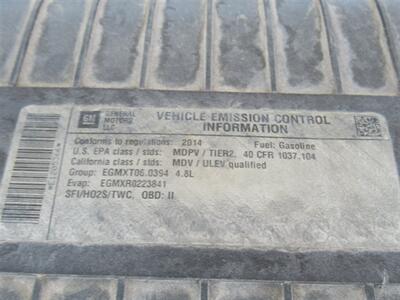 GM
GENERAL
MOTORS
LLC
VEHICLE EMISSION CONTROL
INFORMATION
Conforms to regulations: 2014 Fuel: Gasoline
U.S. EPA class / stds: MDPV / TIER2, 40 CFR 1037.104
California class / stds: MDV / ULEV qualified
Group: EGMXT06.0394 4.8L
Evap: EGMXR0223841
SFI/HO2S/TWC, OBD: II